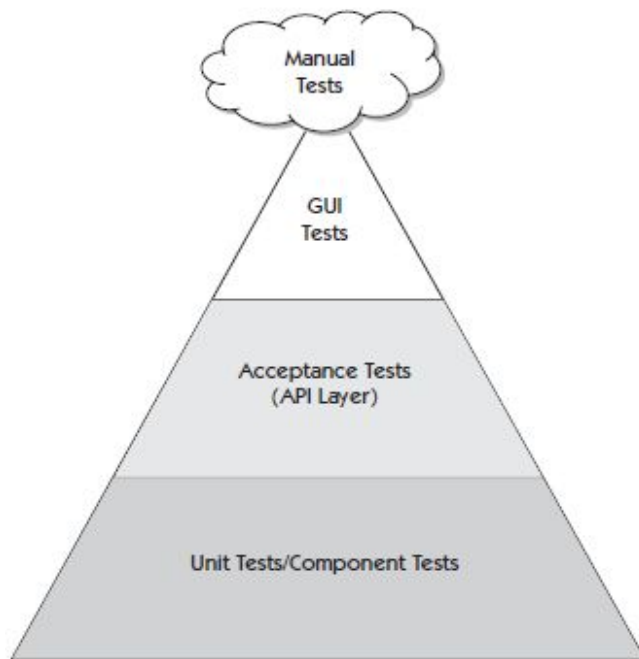 Manual
Tests
GUI
Tests
Acceptance Tests
(API Layer)
Unit Tests/Component Tests